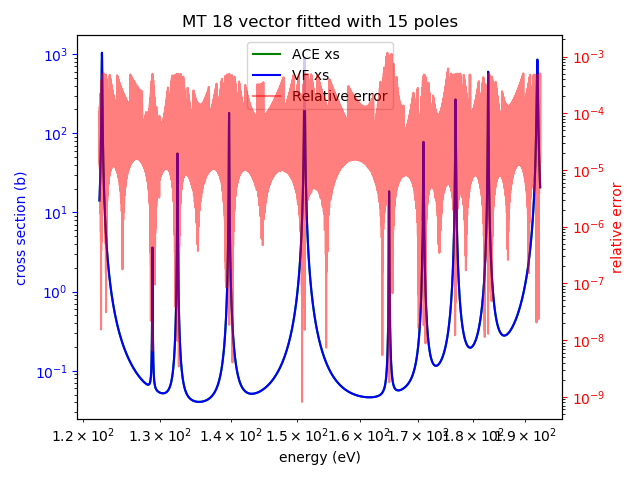 MT 18 vector fitted with 15 poles
ACE xs
VF xs
Relative error
cross section (b)
10³
10²
10¹
10⁰
10⁻¹
10⁻³
10⁻⁴
10⁻⁵
10⁻⁶
10⁻⁷
10⁻⁸
10⁻⁹
relative error
1.2 × 10² 1.3 × 10² 1.4 × 10² 1.5 × 10² 1.6 × 10² 1.7 × 10² 1.8 × 10² 1.9 × 10²
energy (eV)